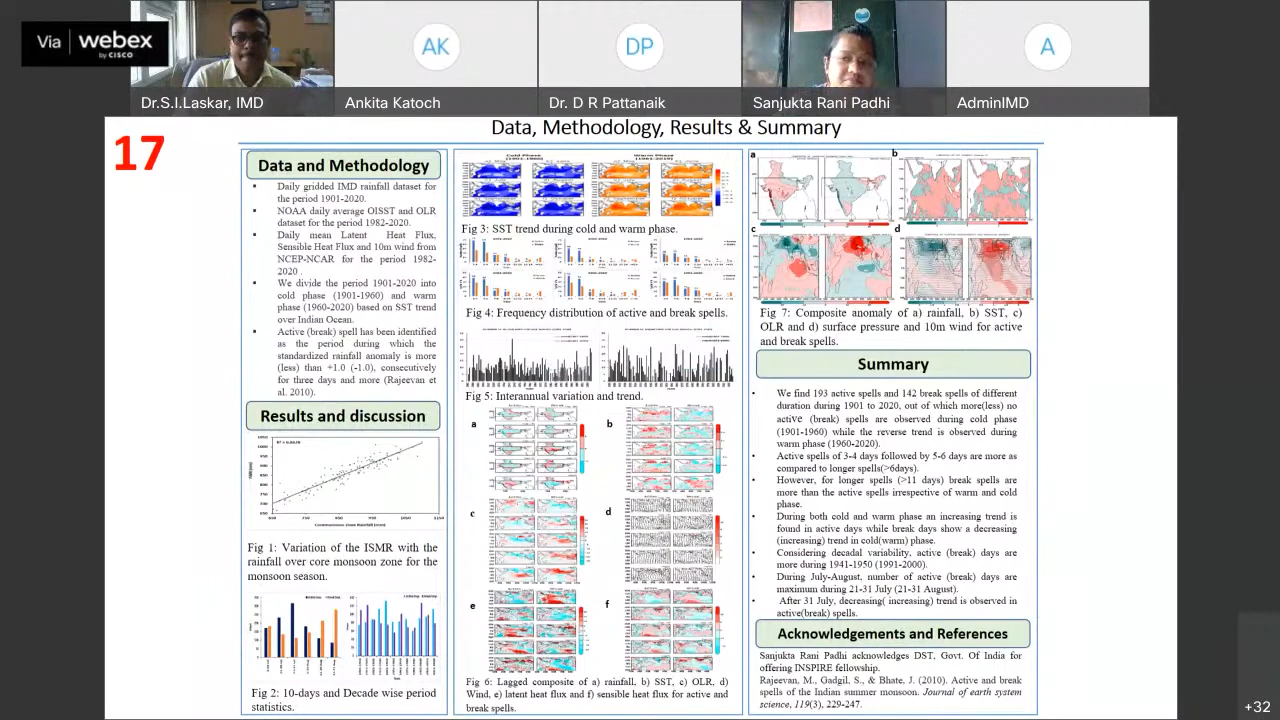 Via webex
by CISCO
AK
DP
A
Dr.S.I.Laskar, IMD
Ankita Katoch
Dr. D R Pattanaik
Sanjukta Rani Padhi
AdminIMD
17
Data, Methodology, Results & Summary
Data and Methodology
▪ Daily gridded IMD rainfall dataset for
the period 1901-2020.
▪ NOAA daily average OISST and OLR
dataset for the period 1982-2020.
▪ Daily mean Latent Heat Flux,
Sensible Heat Flux and 10m wind from
NCEP-NCAR for the period 1982-
2020 .
▪ We divide the period 1901-2020 into
cold phase (1901-1960) and warm
phase (1960-2020) based on SST trend
over Indian Ocean.
▪ Active (break) spell has been identified
as the period during which the
standardized rainfall anomaly is more
(less) than +1.0 (-1.0), consecutively
for three days and more (Rajeevan et
al. 2010).
Results and discussion
Fig 1: Variation of the ISMR with the
rainfall over core monsoon zone for the
monsoon season.
Fig 2: 10-days and Decade wise period
statistics.
Fig 3: SST trend during cold and warm phase.
Fig 4: Frequency distribution of active and break spells.
Fig 5: Interannual variation and trend.
a
b
c
d
e
f
Fig 6: Lagged composite of a) rainfall, b) SST, c) OLR, d)
Wind, e) latent heat flux and f) sensible heat flux for active and
break spells.
a
b
c
d
Fig 7: Composite anomaly of a) rainfall, b) SST, c)
OLR and d) surface pressure and 10m wind for active
and break spells.
Summary
• We find 193 active spells and 142 break spells of different
duration during 1901 to 2020, out of which more(less) no
active (break) spells are observed during cold phase
(1901-1960) while the reverse trend is observed during
warm phase (1960-2020).
• Active spells of 3-4 days followed by 5-6 days are more as
compared to longer spells(>6days).
• However, for longer spells (>11 days) break spells are
more than the active spells irrespective of warm and cold
phase.
• During both cold and warm phase an increasing trend is
found in active days while break days show a decreasing
(increasing) trend in cold(warm) phase.
• Considering decadal variability, active (break) days are
more during 1941-1950 (1991-2000).
• During July-August, number of active (break) days are
maximum during 21-31 July (21-31 August).
• After 31 July, decreasing( increasing) trend is observed in
active(break) spells.
Acknowledgements and References
Sanjukta Rani Padhi acknowledges DST, Govt. Of India for
offering INSPIRE fellowship.
Rajeevan, M., Gadgil, S., & Bhate, J. (2010). Active and break
spells of the Indian summer monsoon. Journal of earth system
science, 119(3), 229-247.
+32